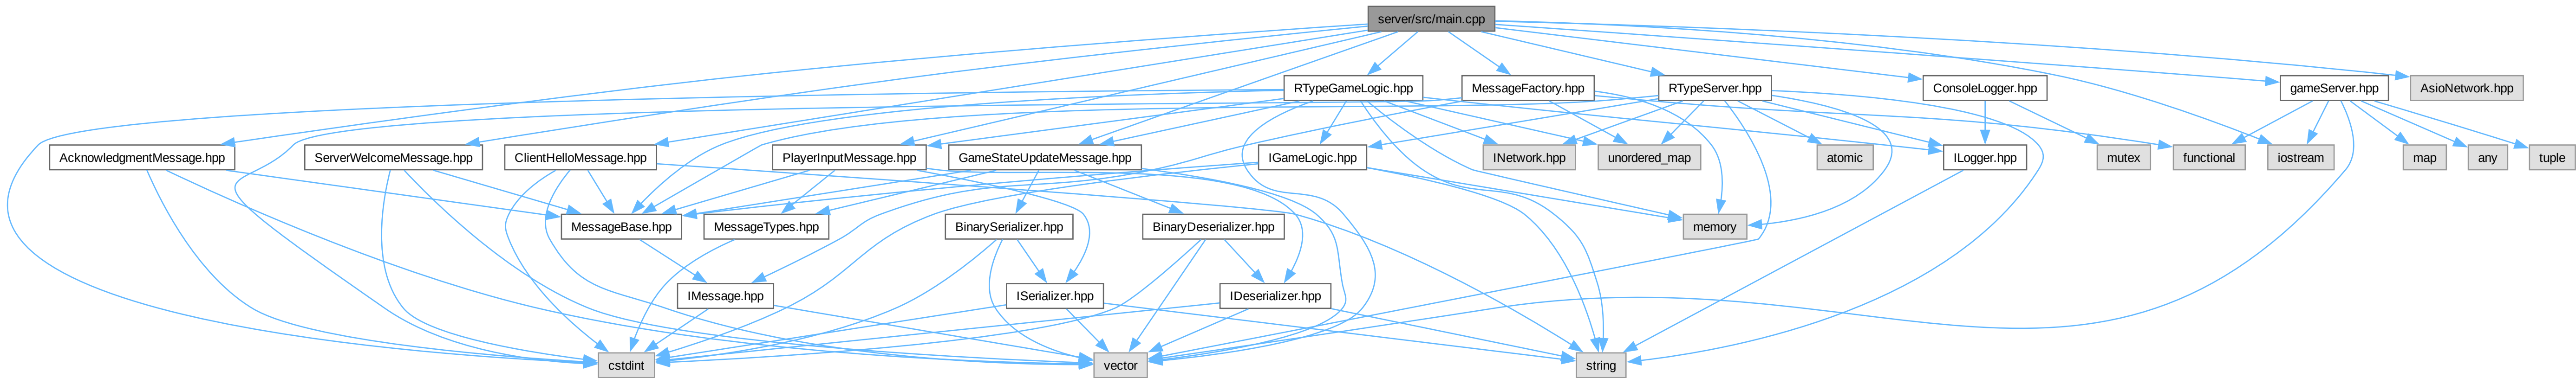 server/src/main.cpp
RTypeGameLogic.hpp
MessageFactory.hpp
RTypeServer.hpp
ConsoleLogger.hpp
gameServer.hpp
AsioNetwork.hpp
AcknowledgmentMessage.hpp
ServerWelcomeMessage.hpp
ClientHelloMessage.hpp
PlayerInputMessage.hpp
GameStateUpdateMessage.hpp
IGameLogic.hpp
INetwork.hpp
unordered_map
atomic
ILogger.hpp
mutex
functional
iostream
map
any
tuple
MessageBase.hpp
MessageTypes.hpp
BinarySerializer.hpp
BinaryDeserializer.hpp
memory
IMessage.hpp
ISerializer.hpp
IDeserializer.hpp
cstdint
vector
string